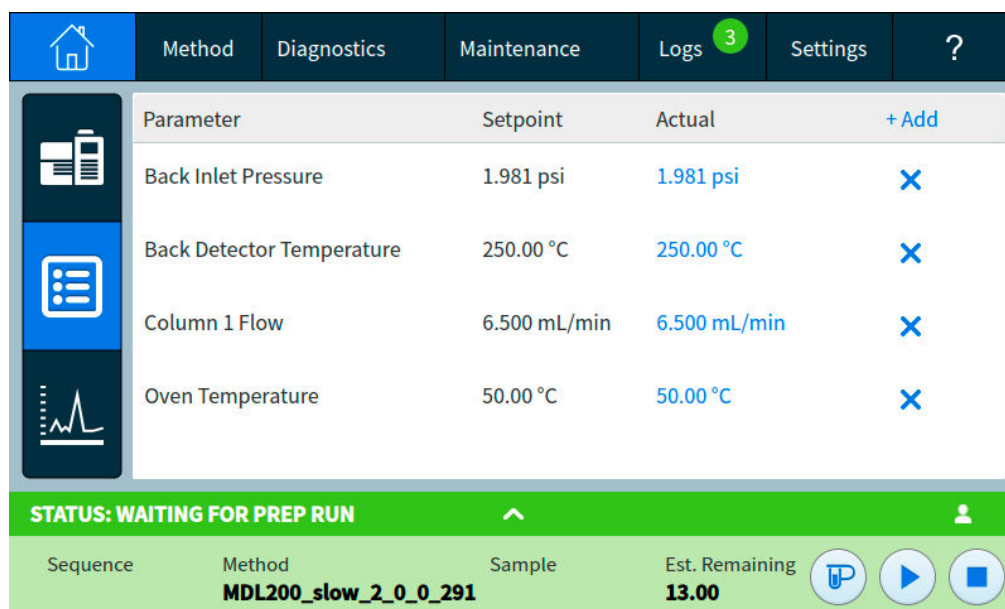 Method Diagnostics Maintenance Logs 3 Settings ?
Parameter Setpoint Actual + Add
Back Inlet Pressure 1.981 psi 1.981 psi
Back Detector Temperature 250.00 °C 250.00 °C
Column 1 Flow 6.500 mL/min 6.500 mL/min
Oven Temperature 50.00 °C 50.00 °C
STATUS: WAITING FOR PREP RUN
Sequence Method Sample Est. Remaining
MDL200_slow_2_0_0_291 13.00